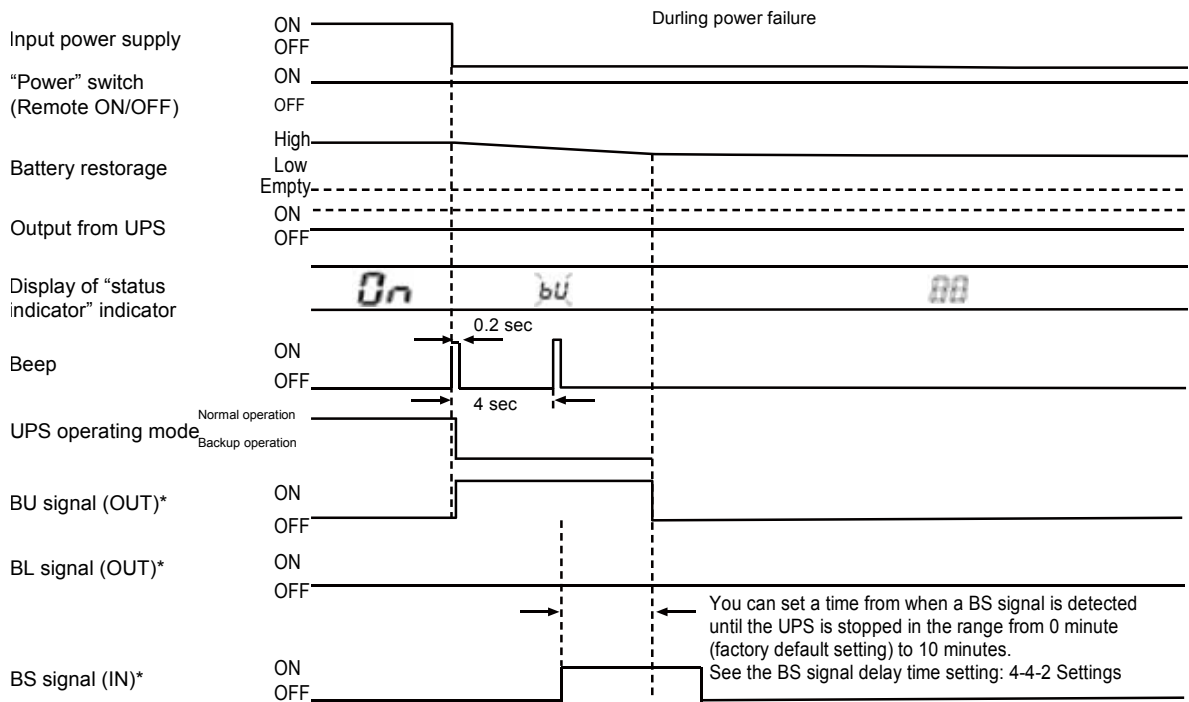 Durling power failure
Input power supply
ON
OFF
"Power" switch
(Remote ON/OFF)
ON
OFF
Battery restorage
High
Low
Empty
Output from UPS
ON
OFF
Display of "status
indicator" indicator
On
bU
Beep
ON
OFF
0.2 sec
4 sec
UPS operating mode
Normal operation
Backup operation
BU signal (OUT)*
ON
OFF
BL signal (OUT)*
ON
OFF
You can set a time from when a BS signal is detected
until the UPS is stopped in the range from 0 minute
(factory default setting) to 10 minutes.
See the BS signal delay time setting: 4-4-2 Settings
BS signal (IN)*
ON
OFF